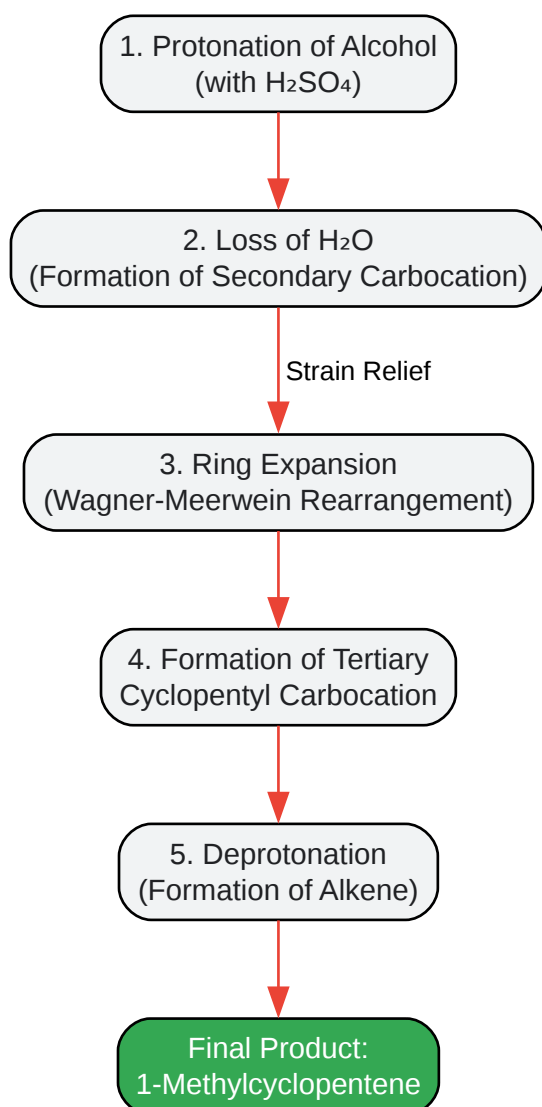 1. Protonation of Alcohol
(with H₂SO₄)
2. Loss of H₂O
(Formation of Secondary Carbocation)
Strain Relief
3. Ring Expansion
(Wagner-Meerwein Rearrangement)
4. Formation of Tertiary
Cyclopentyl Carbocation
5. Deprotonation
(Formation of Alkene)
Final Product:
1-Methylcyclopentene